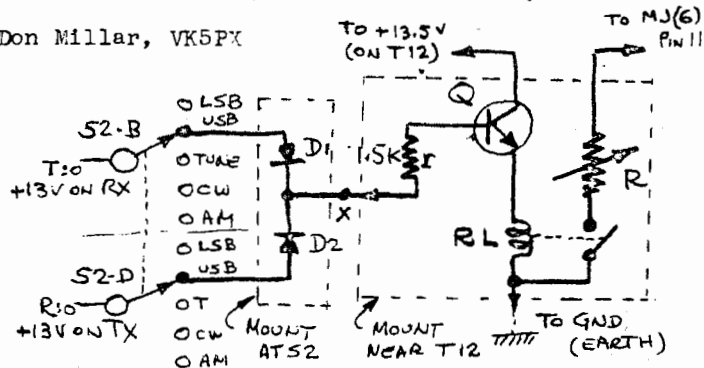 Don Millar, VK5PX
TO +13.5V
(ON T12)
TO MJ(6)
PIN 11
S2-B
LSB
USB
TUNE
CW
AM
T:0
+13V ON RX
D1
D2
X
1.5K
r
Q
R
RL
S2-D
LSB
USB
T
CW
AM
R:0
+13V ON TX
MOUNT
AT S2
MOUNT
NEAR T12
TO GND
(EARTH)